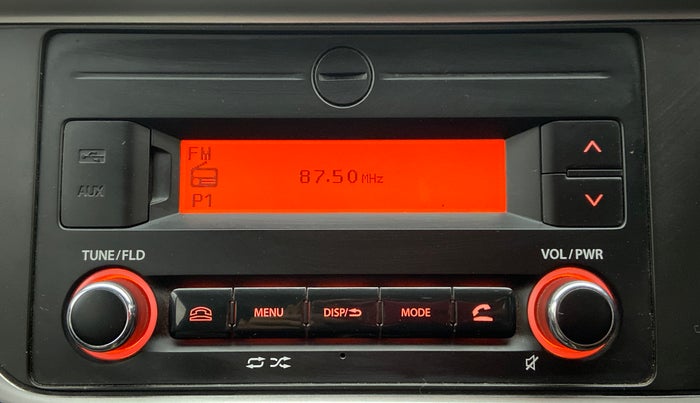 FM
87.50 MHz
P1
AUX
TUNE/FLD
VOL/PWR
MENU
DISP/
MODE